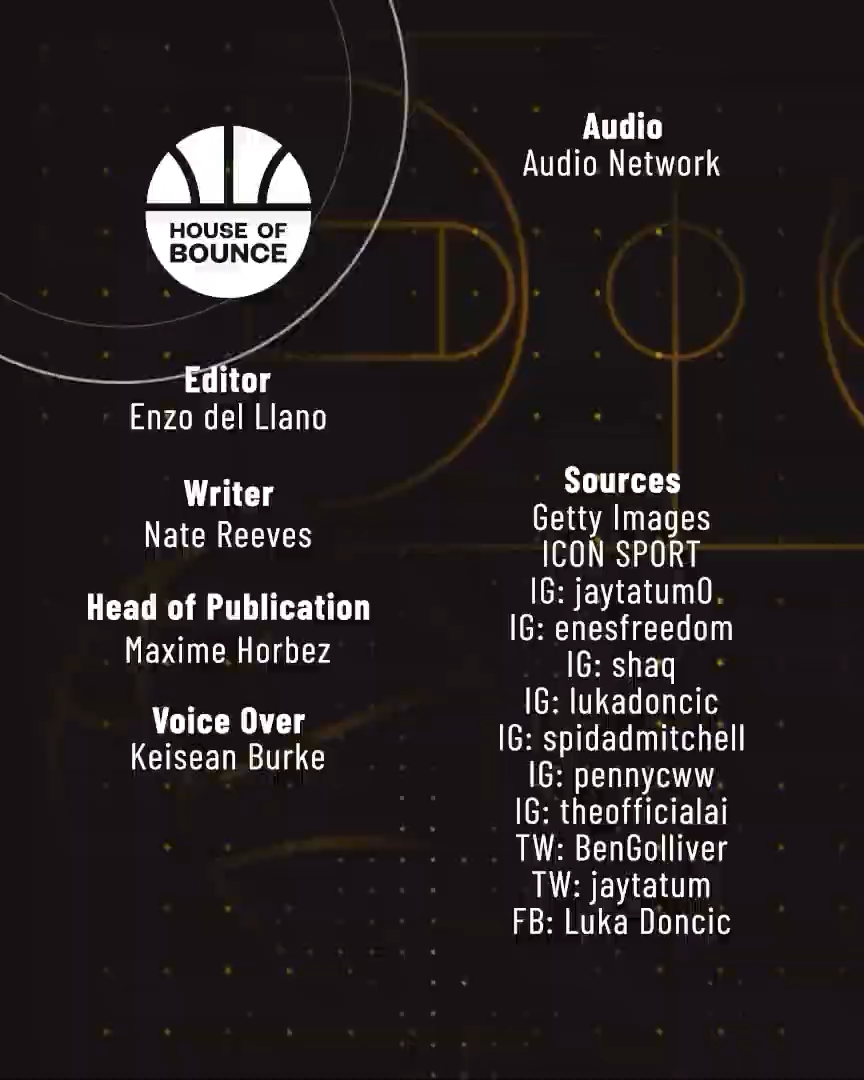 HOUSE OF
BOUNCE
Editor
Enzo del Llano
Writer
Nate Reeves
Head of Publication
Maxime Horbez
Voice Over
Keisean Burke
Audio
Audio Network
Sources
Getty Images
ICON SPORT
IG: jaytatum0
IG: enesfreedom
IG: shaq
IG: lukadoncic
IG: spidadmitchell
IG: pennycww
IG: theofficialai
TW: BenGolliver
TW: jaytatum
FB: Luka Doncic